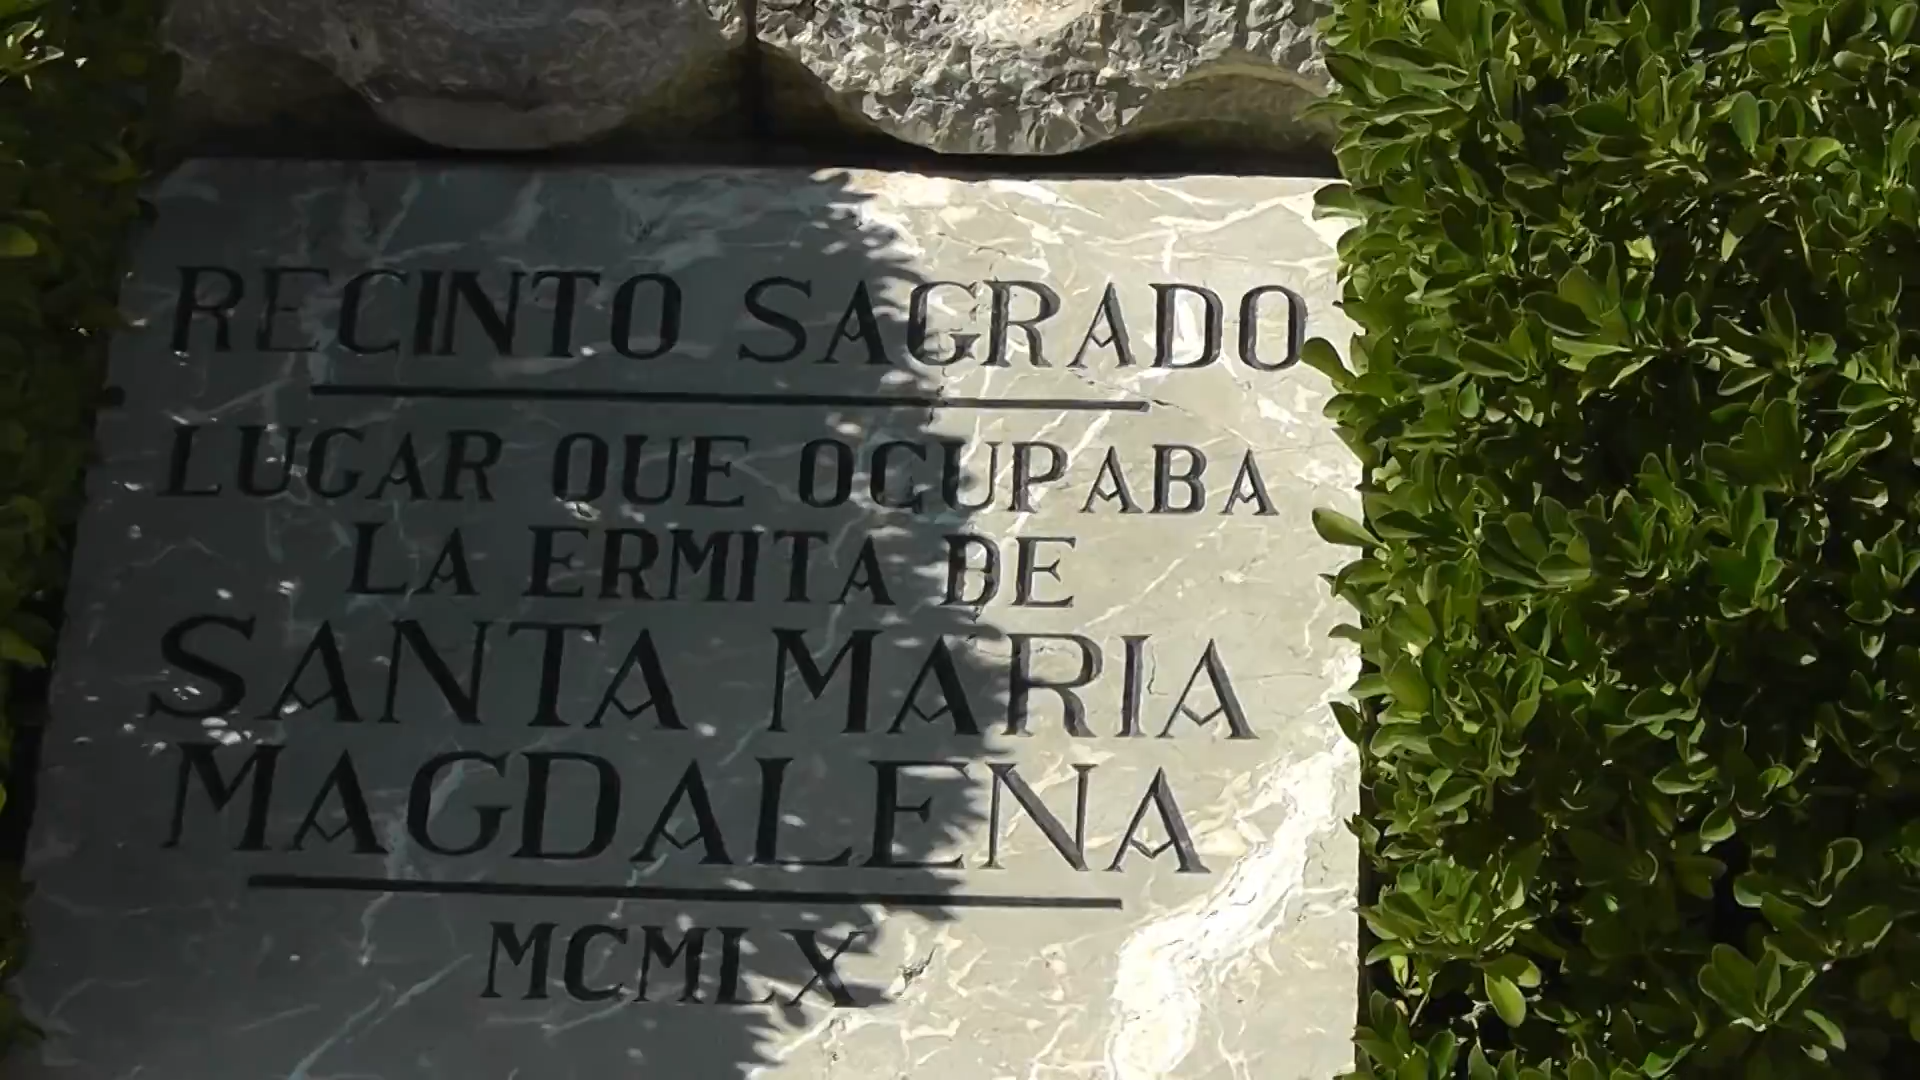 RECINTO SAGRADO
LUGAR QUE OCUPABA
LA ERMITA DE
SANTA MARIA
MAGDALENA
MCMLX